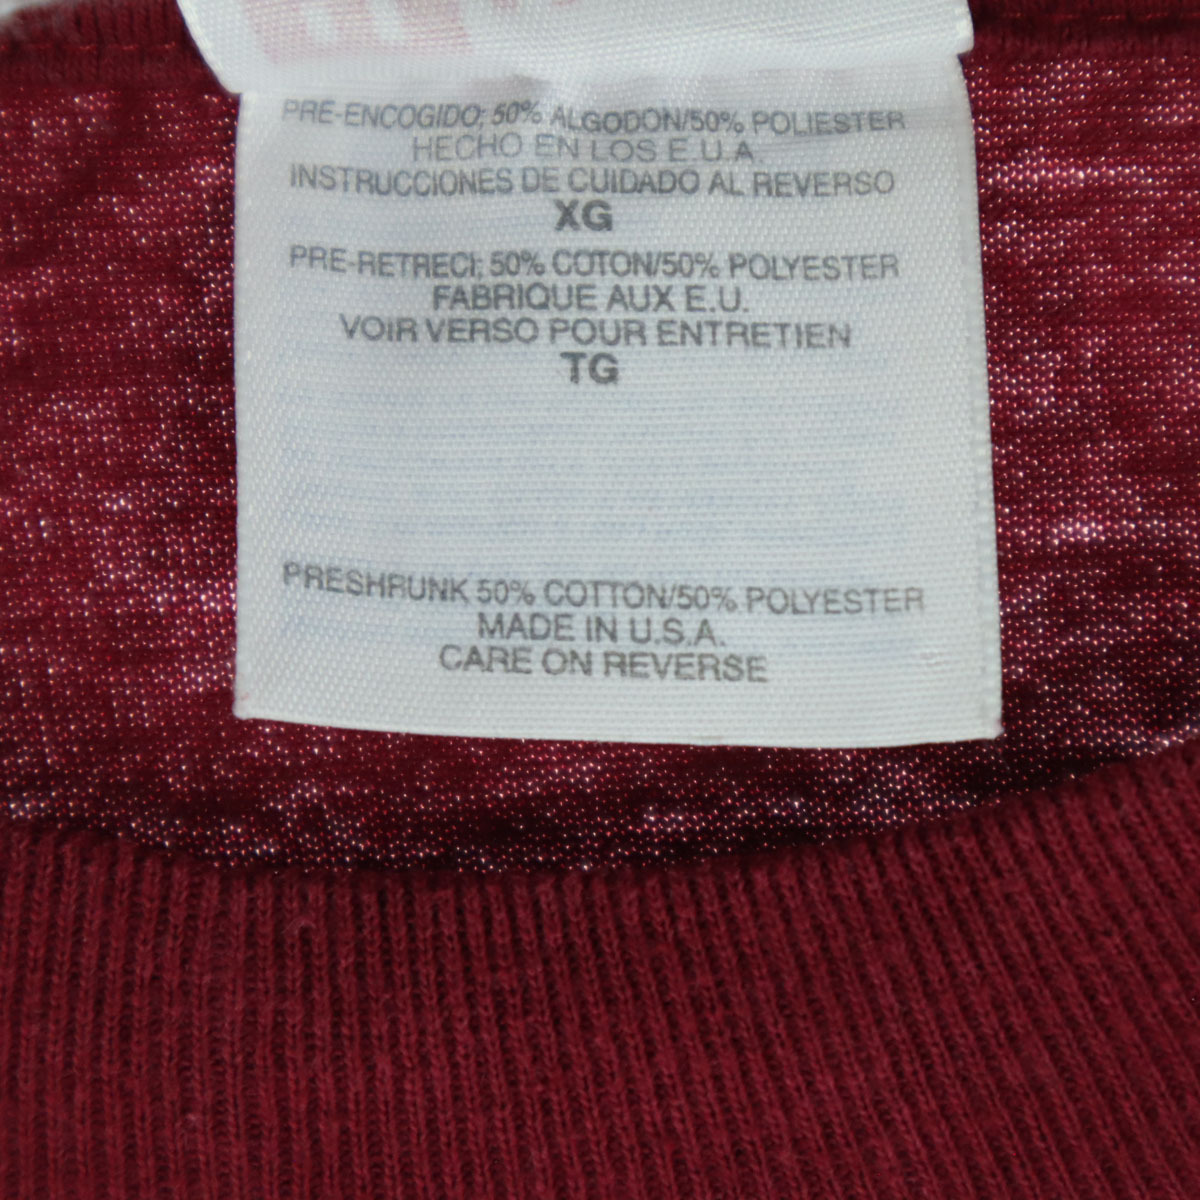 PRE-ENCOGIDO; 50% ALGODON/50% POLIESTER
HECHO EN LOS E.U.A.
INSTRUCCIONES DE CUIDADO AL REVERSO
XG
PRE-RETRECI; 50% COTON/50% POLYESTER
FABRIQUE AUX E.U.
VOIR VERSO POUR ENTRETIEN
TG
PRESHRUNK 50% COTTON/50% POLYESTER
MADE IN U.S.A.
CARE ON REVERSE